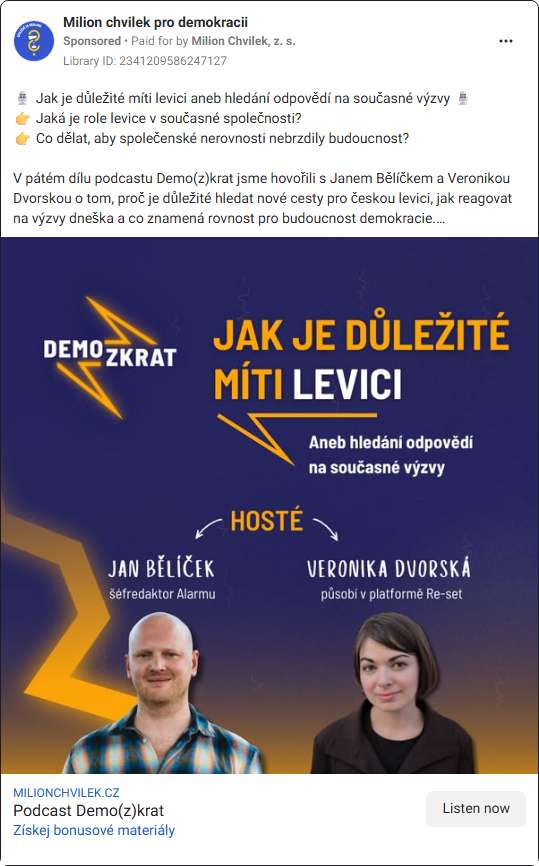 Milion chvilek pro demokracii
Sponsored • Paid for by Milion Chvilek, z. s.
Library ID: 2341209586247127
Jak je důležité míti levici aneb hledání odpovědí na současné výzvy
👉 Jaká je role levice v současné společnosti?
👉 Co dělat, aby společenské nerovnosti nebrzdily budoucnost?
V pátém dílu podcastu Demo(z)krat jsme hovořili s Janem Bělíčkem a Veronikou
Dvorskou o tom, proč je důležité hledat nové cesty pro českou levici, jak reagovat
na výzvy dneška a co znamená rovnost pro budoucnost demokracie.…
DEMOZKRAT
JAK JE DŮLEŽITÉ
MÍTI LEVICI
Aneb hledání odpovědí
na současné výzvy
HOSTÉ
JAN BĚLÍČEK
šéfredaktor Alarmu
VERONIKA DVORSKÁ
působí v platformě Re-set
MILIONCHVILEK.CZ
Podcast Demo(z)krat
Získej bonusové materiály
Listen now